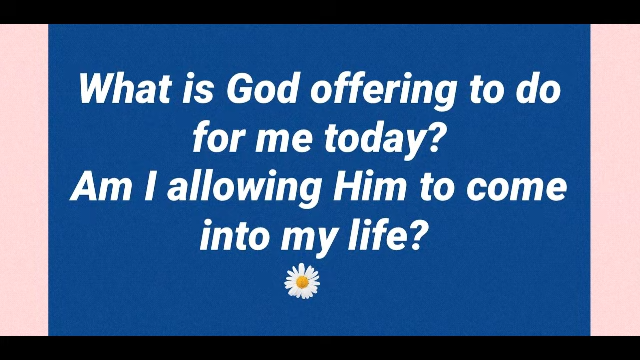 What is God offering to do
for me today?
Am I allowing Him to come
into my life?